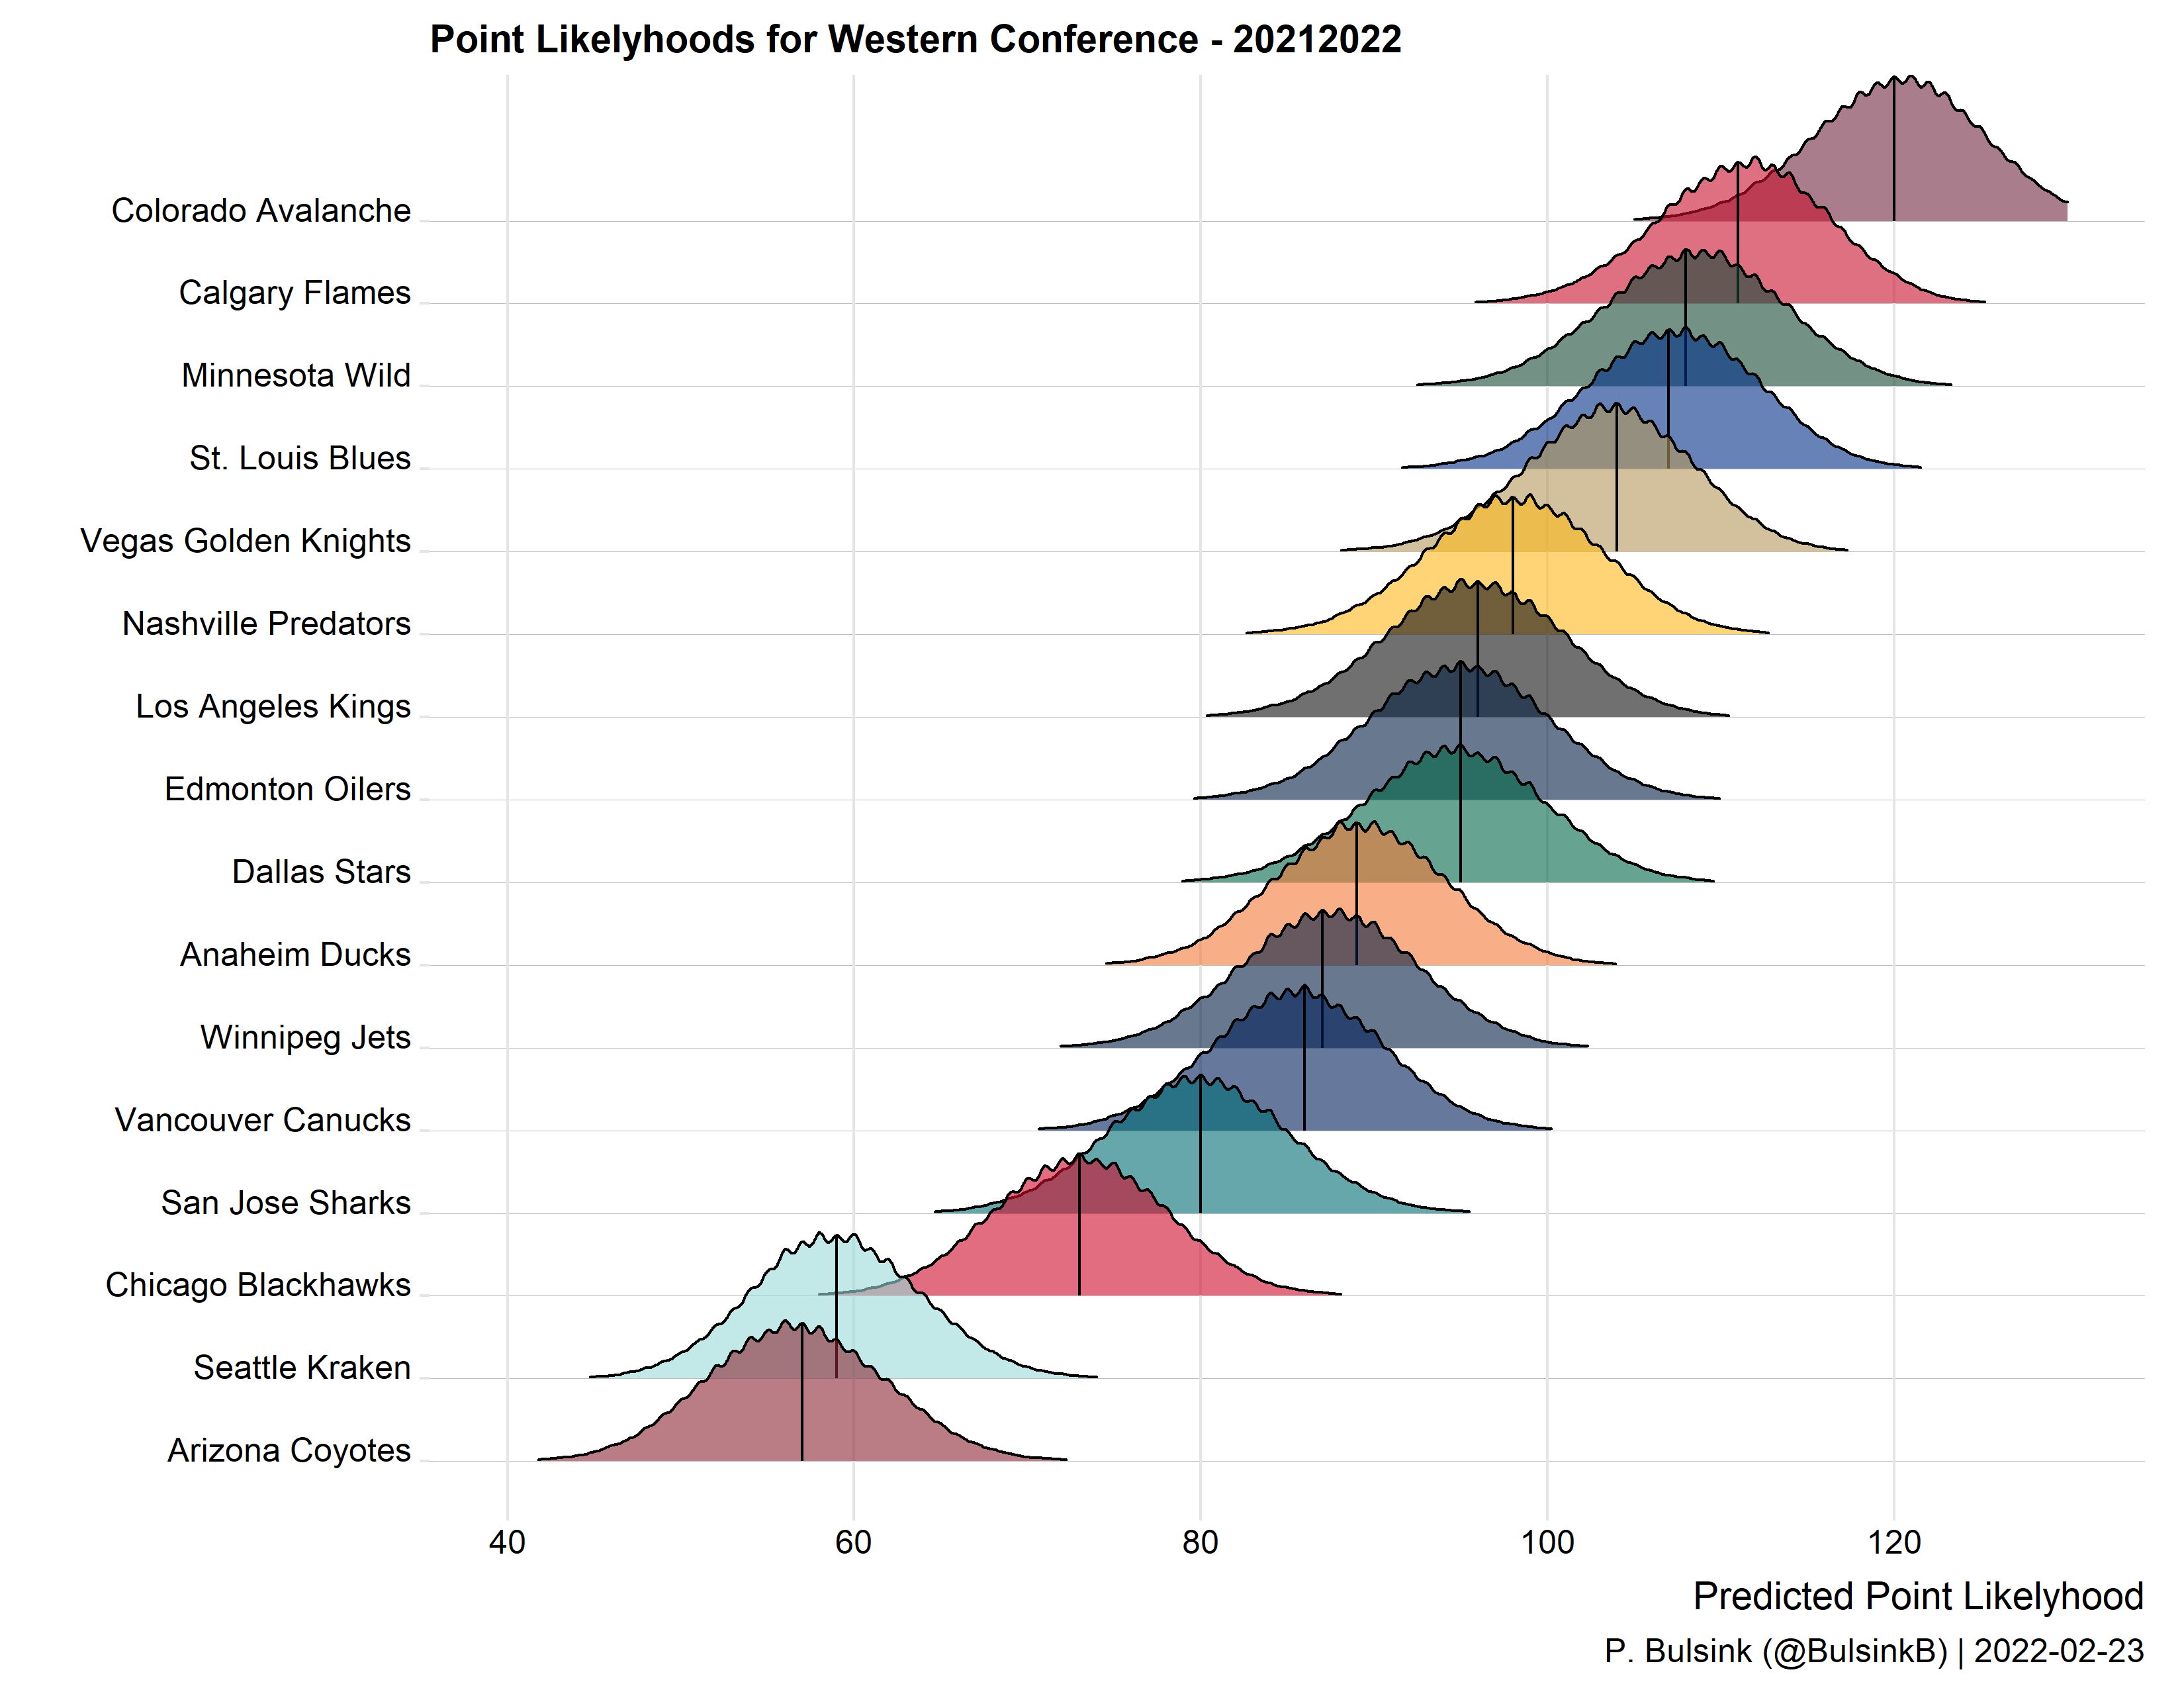 Point Likelyhoods for Western Conference - 20212022
Colorado Avalanche
Calgary Flames
Minnesota Wild
St. Louis Blues
Vegas Golden Knights
Nashville Predators
Los Angeles Kings
Edmonton Oilers
Dallas Stars
Anaheim Ducks
Winnipeg Jets
Vancouver Canucks
San Jose Sharks
Chicago Blackhawks
Seattle Kraken
Arizona Coyotes
40 60 80 100 120
Predicted Point Likelyhood
P. Bulsink (@BulsinkB) | 2022-02-23